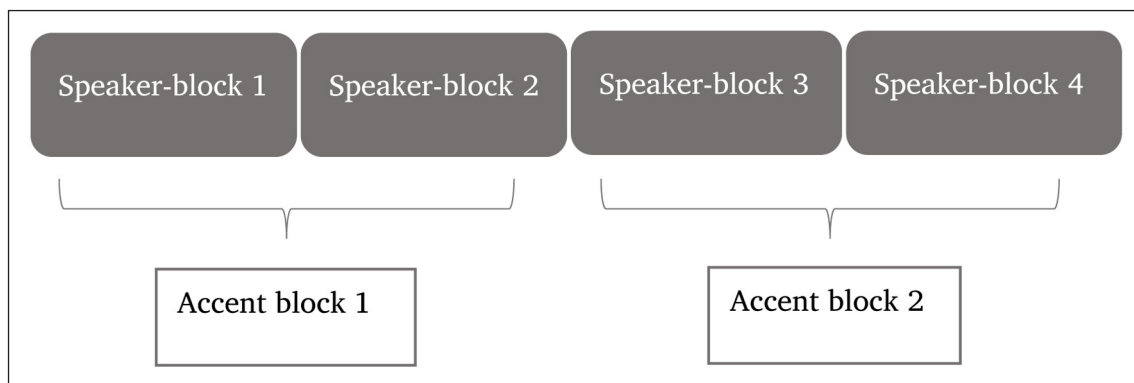 Speaker-block 1
Speaker-block 2
Speaker-block 3
Speaker-block 4
Accent block 1
Accent block 2